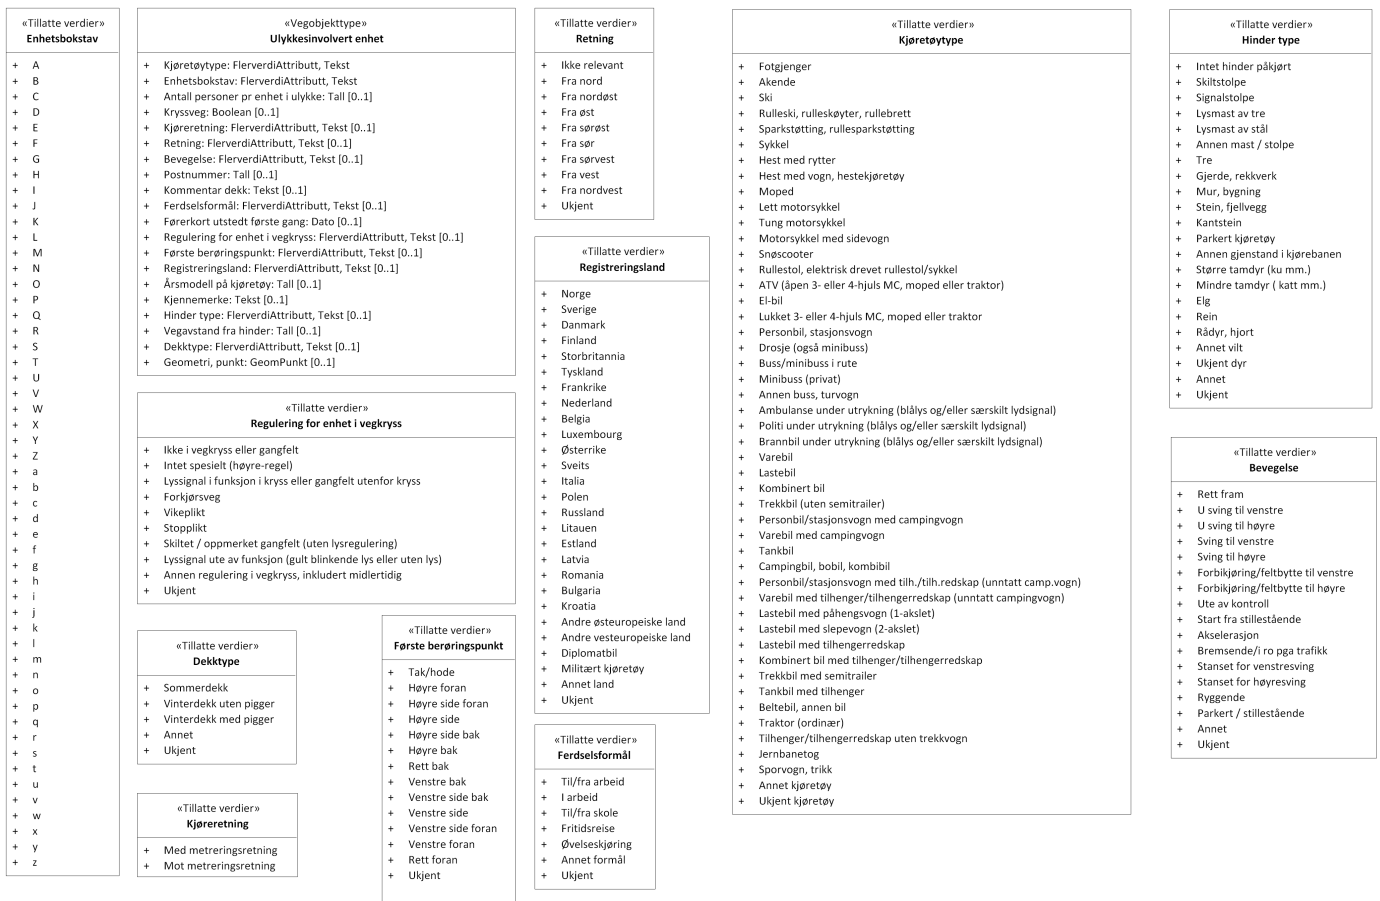 «Tillatte verdier»
Enhetsbokstav
+ A
+ B
+ C
+ D
+ E
+ F
+ G
+ H
+ I
+ J
+ K
+ L
+ M
+ N
+ O
+ P
+ Q
+ R
+ S
+ T
+ U
+ V
+ W
+ X
+ Y
+ Z
+ a
+ b
+ c
+ d
+ e
+ f
+ g
+ h
+ i
+ j
+ k
+ l
+ m
+ n
+ o
+ p
+ q
+ r
+ s
+ t
+ u
+ v
+ w
+ x
+ y
+ z
«Vegobjekttype»
Ulykkesinvolvert enhet
+ Kjøretøytype: FlerverdiAttributt, Tekst
+ Enhetsbokstav: FlerverdiAttributt, Tekst
+ Antall personer pr enhet i ulykke: Tall [0..1]
+ Kryssveg: Boolean [0..1]
+ Kjøreretning: FlerverdiAttributt, Tekst [0..1]
+ Retning: FlerverdiAttributt, Tekst [0..1]
+ Bevegelse: FlerverdiAttributt, Tekst [0..1]
+ Postnummer: Tall [0..1]
+ Kommentar dekk: Tekst [0..1]
+ Ferdselsformål: FlerverdiAttributt, Tekst [0..1]
+ Førerkort utstedt første gang: Dato [0..1]
+ Regulering for enhet i vegkryss: FlerverdiAttributt, Tekst [0..1]
+ Første berøringspunkt: FlerverdiAttributt, Tekst [0..1]
+ Registreringsland: FlerverdiAttributt, Tekst [0..1]
+ Årsmodell på kjøretøy: Tall [0..1]
+ Kjennemerke: Tekst [0..1]
+ Hinder type: FlerverdiAttributt, Tekst [0..1]
+ Vegavstand fra hinder: Tall [0..1]
+ Dekktype: FlerverdiAttributt, Tekst [0..1]
+ Geometri, punkt: GeomPunkt [0..1]
«Tillatte verdier»
Regulering for enhet i vegkryss
+ Ikke i vegkryss eller gangfelt
+ Intet spesielt (høyre-regel)
+ Lyssignal i funksjon i kryss eller gangfelt utenfor kryss
+ Forkjørsveg
+ Vikeplikt
+ Stopplikt
+ Skiltet / oppmerket gangfelt (uten lysregulering)
+ Lyssignal ute av funksjon (gult blinkende lys eller uten lys)
+ Annen regulering i vegkryss, inkludert midlertidig
+ Ukjent
«Tillatte verdier»
Dekktype
+ Sommerdekk
+ Vinterdekk uten pigger
+ Vinterdekk med pigger
+ Annet
+ Ukjent
«Tillatte verdier»
Kjøreretning
+ Med metreringsretning
+ Mot metreringsretning
«Tillatte verdier»
Første berøringspunkt
+ Tak/hode
+ Høyre foran
+ Høyre side foran
+ Høyre side
+ Høyre side bak
+ Høyre bak
+ Rett bak
+ Venstre bak
+ Venstre side bak
+ Venstre side
+ Venstre side foran
+ Venstre foran
+ Rett foran
+ Ukjent
«Tillatte verdier»
Retning
+ Ikke relevant
+ Fra nord
+ Fra nordøst
+ Fra øst
+ Fra sørøst
+ Fra sør
+ Fra sørvest
+ Fra vest
+ Fra nordvest
+ Ukjent
«Tillatte verdier»
Registreringsland
+ Norge
+ Sverige
+ Danmark
+ Finland
+ Storbritannia
+ Tyskland
+ Frankrike
+ Nederland
+ Belgia
+ Luxembourg
+ Østerrike
+ Sveits
+ Italia
+ Polen
+ Russland
+ Litauen
+ Estland
+ Latvia
+ Romania
+ Bulgaria
+ Kroatia
+ Andre østeuropeiske land
+ Andre vesteuropeiske land
+ Diplomatbil
+ Militært kjøretøy
+ Annet land
+ Ukjent
«Tillatte verdier»
Ferdselsformål
+ Til/fra arbeid
+ I arbeid
+ Til/fra skole
+ Fritidsreise
+ Øvelseskjøring
+ Annet formål
+ Ukjent
«Tillatte verdier»
Kjøretøytype
+ Fotgjenger
+ Akende
+ Ski
+ Rulleski, rulleskøyter, rullebrett
+ Sparkstøtting, rullesparkstøtting
+ Sykkel
+ Hest med rytter
+ Hest med vogn, hestekjøretøy
+ Moped
+ Lett motorsykkel
+ Tung motorsykkel
+ Motorsykkel med sidevogn
+ Snøscooter
+ Rullestol, elektrisk drevet rullestol/sykkel
+ ATV (åpen 3- eller 4-hjuls MC, moped eller traktor)
+ El-bil
+ Lukket 3- eller 4-hjuls MC, moped eller traktor
+ Personbil, stasjonsvogn
+ Drosje (også minibuss)
+ Buss/minibuss i rute
+ Minibuss (privat)
+ Annen buss, turvogn
+ Ambulanse under utrykning (blålys og/eller særskilt lydsignal)
+ Politi under utrykning (blålys og/eller særskilt lydsignal)
+ Brannbil under utrykning (blålys og/eller særskilt lydsignal)
+ Varebil
+ Lastebil
+ Kombinert bil
+ Trekkbil (uten semitrailer)
+ Personbil/stasjonsvogn med campingvogn
+ Varebil med campingvogn
+ Tankbil
+ Campingbil, bobil, kombibil
+ Personbil/stasjonsvogn med tilh./tilh.redskap (unntatt camp.vogn)
+ Varebil med tilhenger/tilhengerredskap (unntatt campingvogn)
+ Lastebil med påhengsvogn (1-akslet)
+ Lastebil med slepevogn (2-akslet)
+ Lastebil med tilhengerredskap
+ Kombinert bil med tilhenger/tilhengerredskap
+ Trekkbil med semitrailer
+ Tankbil med tilhenger
+ Beltebil, annen bil
+ Traktor (ordinær)
+ Tilhenger/tilhengerredskap uten trekkvogn
+ Jernbanetog
+ Sporvogn, trikk
+ Annet kjøretøy
+ Ukjent kjøretøy
«Tillatte verdier»
Hinder type
+ Intet hinder påkjørt
+ Skiltstolpe
+ Signalstolpe
+ Lysmast av tre
+ Lysmast av stål
+ Annen mast / stolpe
+ Tre
+ Gjerde, rekkverk
+ Mur, bygning
+ Stein, fjellvegg
+ Kantstein
+ Parkert kjøretøy
+ Annen gjenstand i kjørebanen
+ Større tamdyr (ku mm.)
+ Mindre tamdyr ( katt mm.)
+ Elg
+ Rein
+ Rådyr, hjort
+ Annet vilt
+ Ukjent dyr
+ Annet
+ Ukjent
«Tillatte verdier»
Bevegelse
+ Rett fram
+ U sving til venstre
+ U sving til høyre
+ Sving til venstre
+ Sving til høyre
+ Forbikjøring/feltbytte til venstre
+ Forbikjøring/feltbytte til høyre
+ Ute av kontroll
+ Start fra stillestående
+ Akselerasjon
+ Bremsende/i ro pga trafikk
+ Stanset for venstresving
+ Stanset for høyresving
+ Ryggende
+ Parkert / stillestående
+ Annet
+ Ukjent